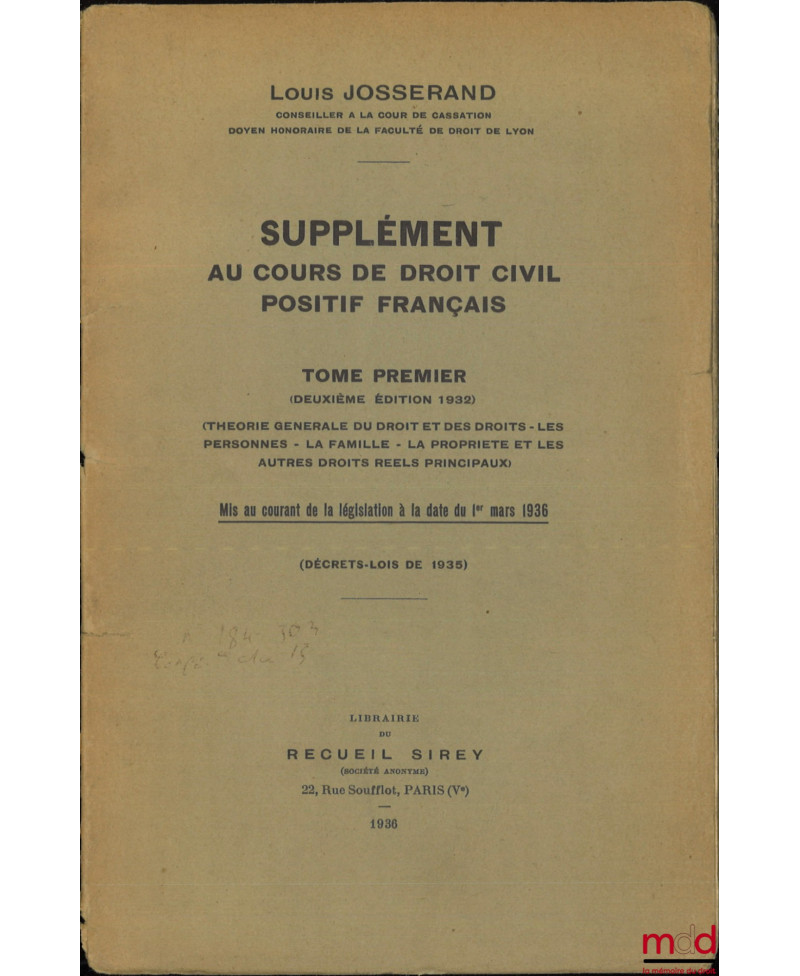 Louis JOSSERAND
CONSEILLER A LA COUR DE CASSATION
DOYEN HONORAIRE DE LA FACULTÉ DE DROIT DE LYON
SUPPLÉMENT
AU COURS DE DROIT CIVIL
POSITIF FRANÇAIS
TOME PREMIER
(DEUXIÈME ÉDITION 1932)
(THEORIE GENERALE DU DROIT ET DES DROITS - LES
PERSONNES - LA FAMILLE - LA PROPRIETE ET LES
AUTRES DROITS REELS PRINCIPAUX)
Mis au courant de la législation à la date du 1er mars 1936
(DÉCRETS-LOIS DE 1935)
LIBRAIRIE
DU
RECUEIL SIREY
(SOCIÉTÉ ANONYME)
22, Rue Soufflot, PARIS (Ve)
1936
mdd
la mémoire du droit